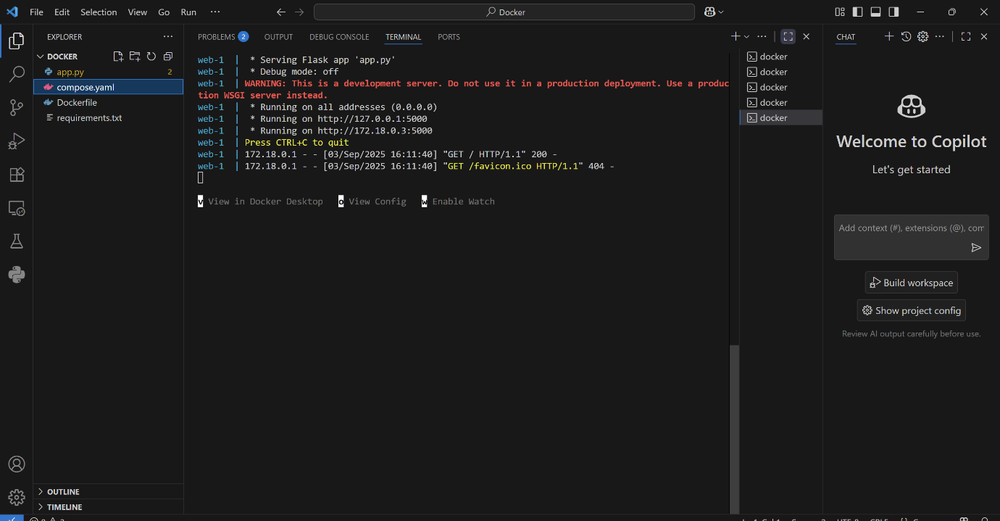 File Edit Selection View Go Run ···
Docker
EXPLORER
DOCKER
app.py 2
compose.yaml
Dockerfile
requirements.txt
OUTLINE
TIMELINE
PROBLEMS 2 OUTPUT DEBUG CONSOLE TERMINAL PORTS
web-1 | * Serving Flask app 'app.py'
web-1 | * Debug mode: off
web-1 | WARNING: This is a development server. Do not use it in a production deployment. Use a produc
tion WSGI server instead.
web-1 | * Running on all addresses (0.0.0.0)
web-1 | * Running on http://127.0.0.1:5000
web-1 | * Running on http://172.18.0.3:5000
web-1 | Press CTRL+C to quit
web-1 | 172.18.0.1 - - [03/Sep/2025 16:11:40] "GET / HTTP/1.1" 200 -
web-1 | 172.18.0.1 - - [03/Sep/2025 16:11:40] "GET /favicon.ico HTTP/1.1" 404 -
v View in Docker Desktop o View Config w Enable Watch
docker
docker
docker
docker
docker
CHAT
Welcome to Copilot
Let's get started
Add context (#), extensions (@), com
Build workspace
Show project config
Review AI output carefully before use.